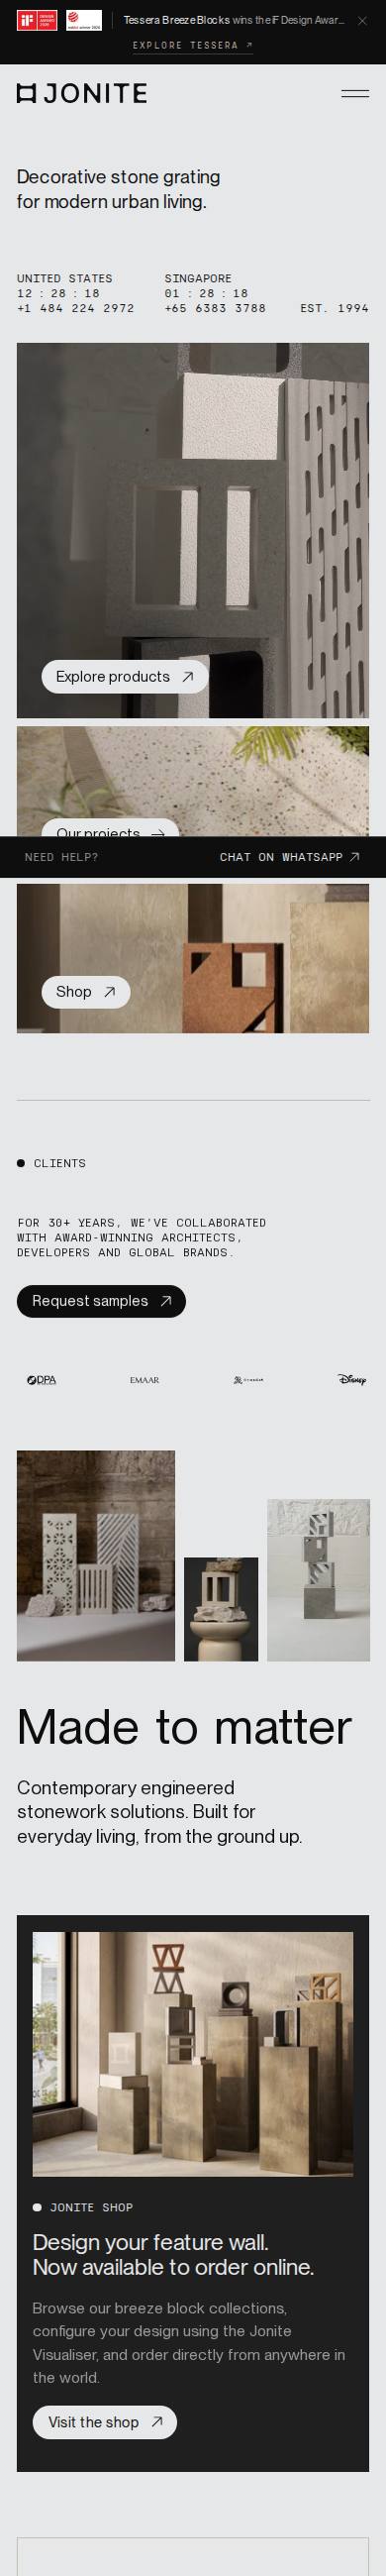 Tessera Breeze Blocks wins the iF Design Awar...
EXPLORE TESSERA ↗
JONITE
Decorative stone grating
for modern urban living.
UNITED STATES
12 : 28 : 18
+1 484 224 2972
SINGAPORE
01 : 28 : 18
+65 6383 3788
EST. 1994
Explore products
Our projects
NEED HELP?
CHAT ON WHATSAPP
Shop
CLIENTS
FOR 30+ YEARS, WE'VE COLLABORATED
WITH AWARD-WINNING ARCHITECTS,
DEVELOPERS AND GLOBAL BRANDS.
Request samples
DPA
EMAAR
Disney
Made to matter
Contemporary engineered
stonework solutions. Built for
everyday living, from the ground up.
JONITE SHOP
Design your feature wall.
Now available to order online.
Browse our breeze block collections,
configure your design using the Jonite
Visualiser, and order directly from anywhere in
the world.
Visit the shop